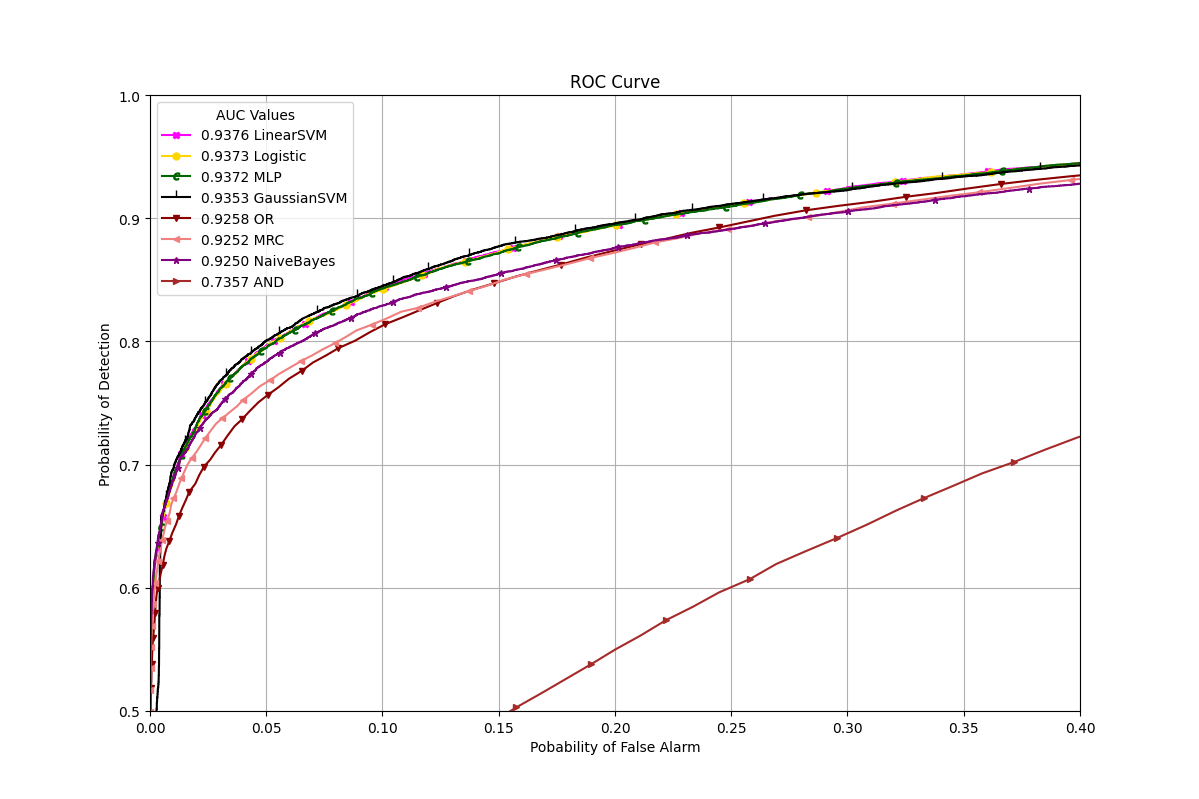 ROC Curve
1.0
0.9
0.8
0.7
0.6
0.5
Probability of Detection
AUC Values
0.9376 LinearSVM
0.9373 Logistic
0.9372 MLP
0.9353 GaussianSVM
0.9258 OR
0.9252 MRC
0.9250 NaiveBayes
0.7357 AND
0.00 0.05 0.10 0.15 0.20 0.25 0.30 0.35 0.40
Pobability of False Alarm